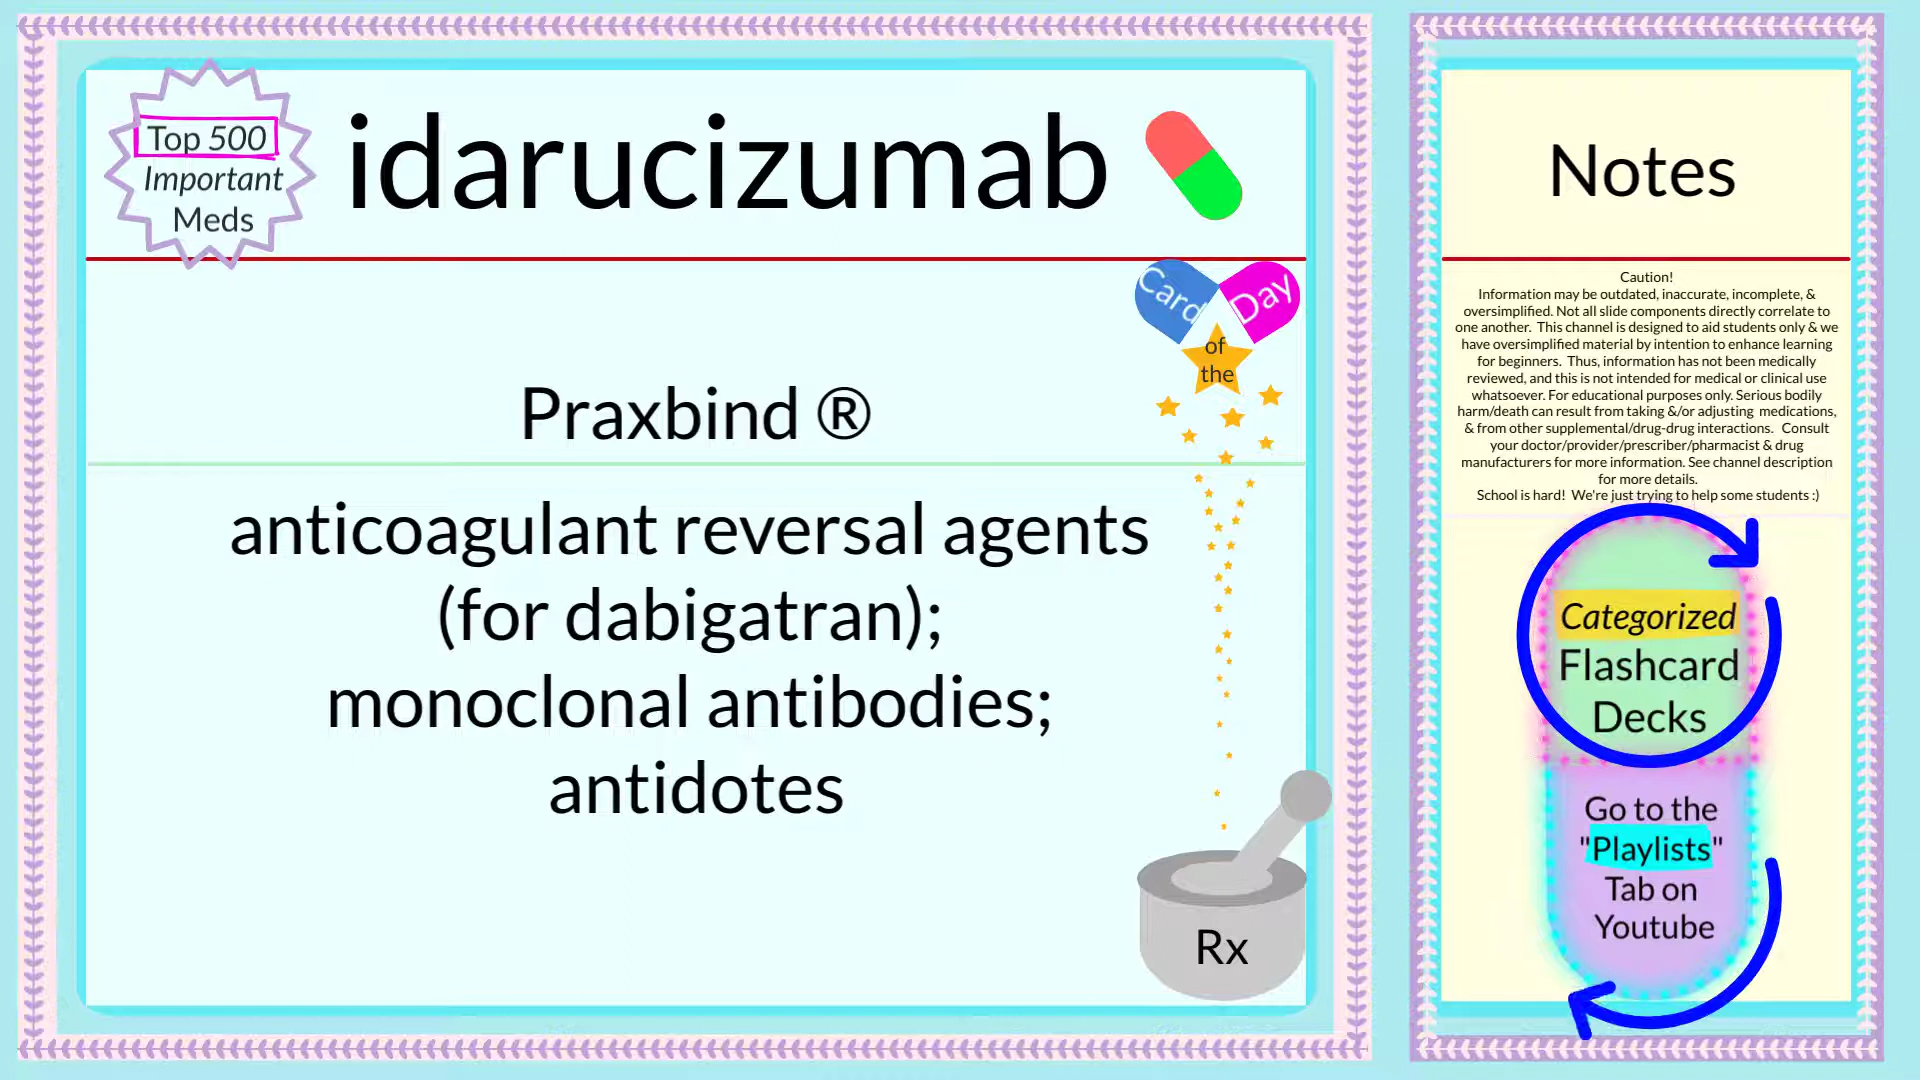 Top 500
Important
Meds
idarucizumab
Card
Day
of
the
Praxbind ®
anticoagulant reversal agents
(for dabigatran);
monoclonal antibodies;
antidotes
Rx
Notes
Caution!
Information may be outdated, inaccurate, incomplete, &
oversimplified. Not all slide components directly correlate to
one another. This channel is designed to aid students only & we
have oversimplified material by intention to enhance learning
for beginners. Thus, information has not been medically
reviewed, and this is not intended for medical or clinical use
whatsoever. For educational purposes only. Serious bodily
harm/death can result from taking &/or adjusting medications,
& from other supplemental/drug-drug interactions. Consult
your doctor/provider/prescriber/pharmacist & drug
manufacturers for more information. See channel description
for more details.
School is hard! We're just trying to help some students :)
Categorized
Flashcard
Decks
Go to the
"Playlists"
Tab on
Youtube